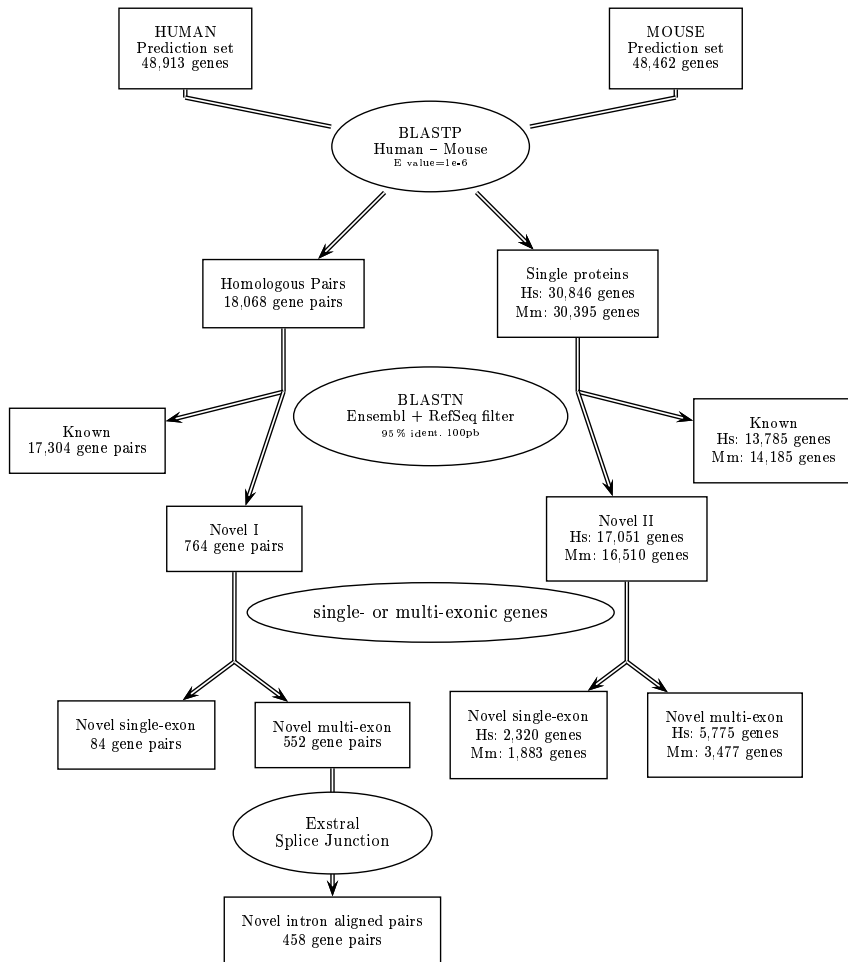 HUMAN
Prediction set
48,913 genes
MOUSE
Prediction set
48,462 genes
BLASTP
Human – Mouse
E value=1e-6
Homologous Pairs
18,068 gene pairs
Single proteins
Hs: 30,846 genes
Mm: 30,395 genes
BLASTN
Ensembl + RefSeq filter
95% ident. 100pb
Known
17,304 gene pairs
Known
Hs: 13,785 genes
Mm: 14,185 genes
Novel I
764 gene pairs
Novel II
Hs: 17,051 genes
Mm: 16,510 genes
single- or multi-exonic genes
Novel single-exon
84 gene pairs
Novel multi-exon
552 gene pairs
Novel single-exon
Hs: 2,320 genes
Mm: 1,883 genes
Novel multi-exon
Hs: 5,775 genes
Mm: 3,477 genes
Exstral
Splice Junction
Novel intron aligned pairs
458 gene pairs